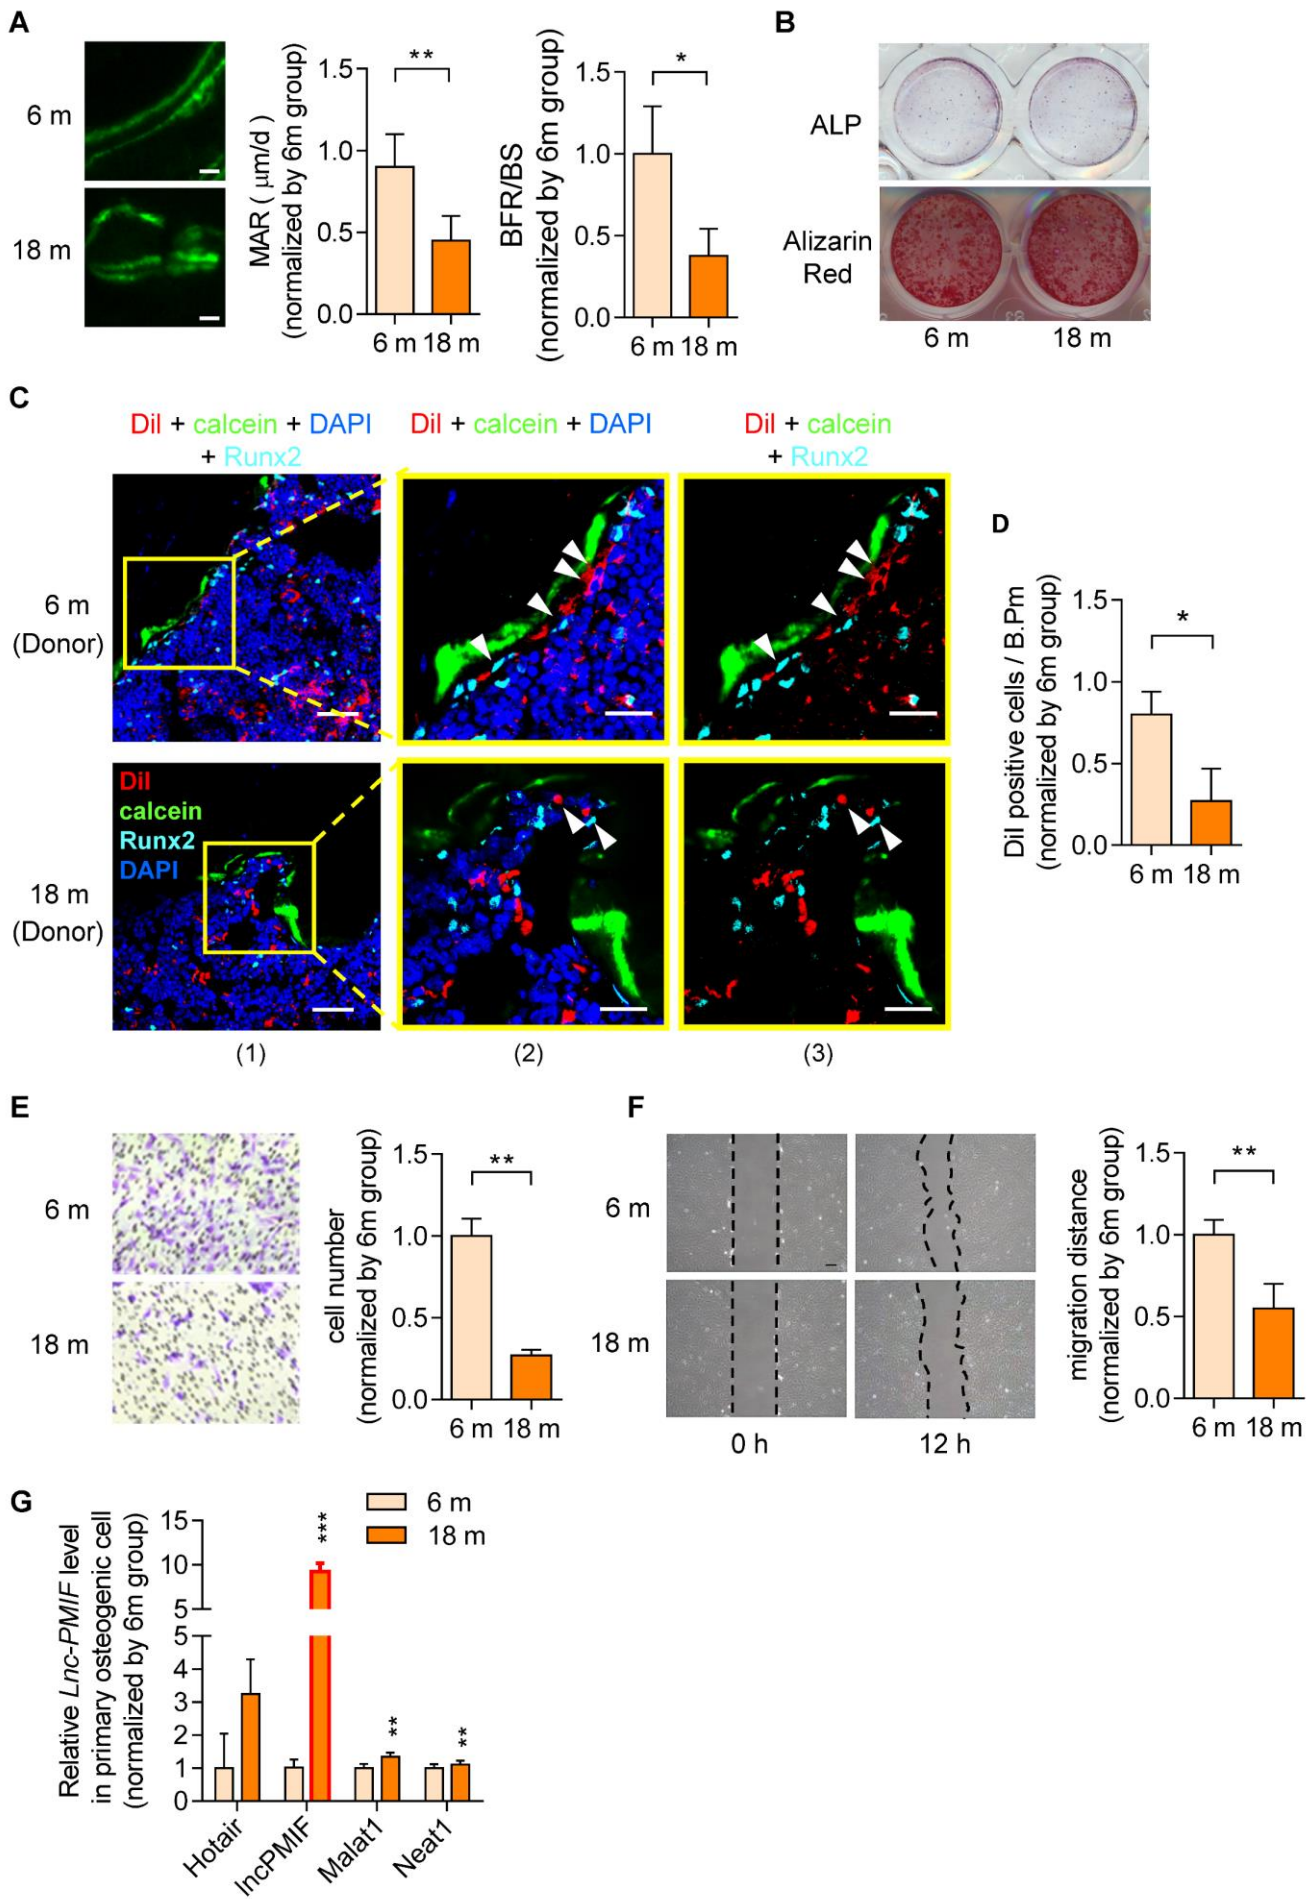 A
6 m
18 m
MAR ( μm/d )
(normalized by 6m group)
1.5
1.0
0.5
0.0
**
6 m 18 m
BFR/BS
(normalized by 6m group)
1.5
1.0
0.5
0.0
*
6 m 18 m
B
ALP
Alizarin
Red
6 m
18 m
C
Dil + calcein + DAPI
+ Runx2
Dil + calcein + DAPI
Dil + calcein
+ Runx2
6 m
(Donor)
Dil
calcein
Runx2
DAPI
18 m
(Donor)
(1)
(2)
(3)
D
Dil positive cells / B.Pm
(normalized by 6m group)
1.5
1.0
0.5
0.0
*
6 m 18 m
E
6 m
18 m
cell number
(normalized by 6m group)
1.5
1.0
0.5
0.0
**
6 m 18 m
F
6 m
18 m
0 h
12 h
migration distance
(normalized by 6m group)
1.5
1.0
0.5
0.0
**
6 m 18 m
G
6 m
18 m
Relative Lnc-PMIF level
in primary osteogenic cell
(normalized by 6m group)
15
10
5
5
4
3
2
1
0
***
**
**
Hotair
lncPMIF
Malat1
Neat1